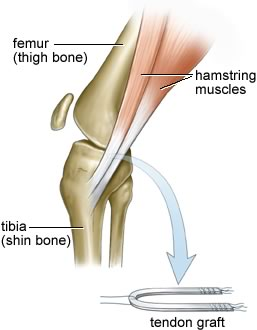 femur
(thigh bone)
hamstring
muscles
tibia
(shin bone)
tendon graft